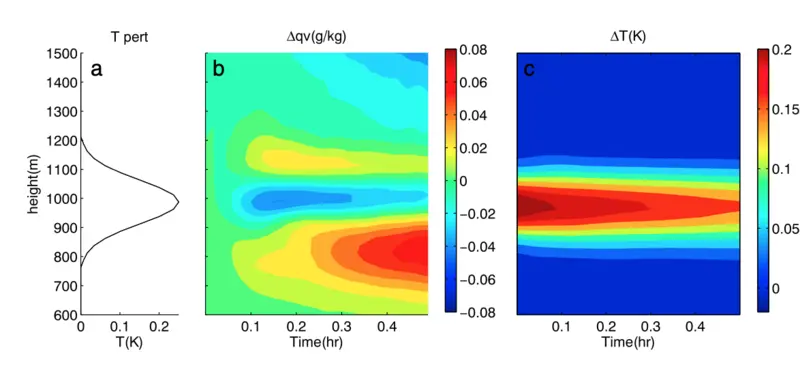 T pert
Δqv(g/kg)
ΔT(K)
a
b
c
1500
1400
1300
1200
1100
1000
900
800
700
600
height(m)
0 0.1 0.2
T(K)
0.1 0.2 0.3 0.4
Time(hr)
0.08
0.06
0.04
0.02
0
−0.02
−0.04
−0.06
−0.08
0.1 0.2 0.3 0.4
Time(hr)
0.2
0.15
0.1
0.05
0